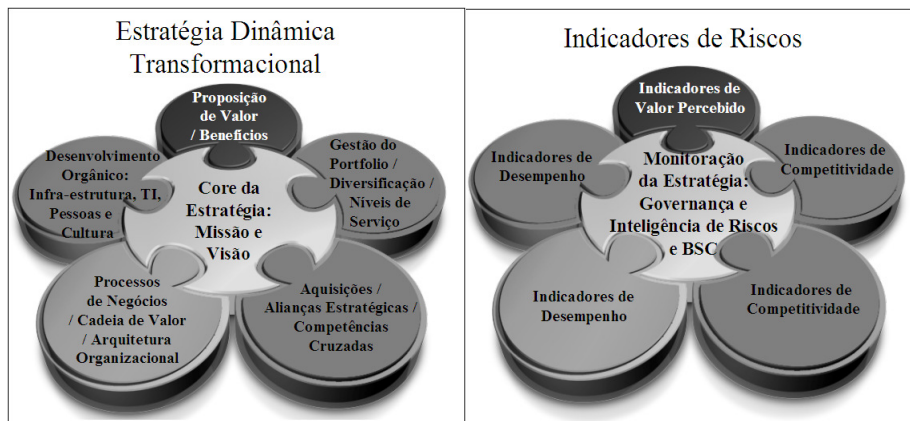 Estratégia Dinâmica
Transformacional
Proposição
de Valor
/ Benefícios
Desenvolvimento
Orgânico:
Infra-estrutura, TI,
Pessoas e
Cultura
Gestão do
Portfolio /
Diversificação /
Níveis de
Serviço
Core da
Estratégia:
Missão e
Visão
Processos
de Negócios
/ Cadeia de Valor
/ Arquitetura
Organizacional
Aquisições /
Alianças Estratégicas /
Competências
Cruzadas
Indicadores de Riscos
Indicadores de
Valor Percebido
Indicadores de
Desempenho
Indicadores de
Competitividade
Monitoração
da Estratégia:
Governança e
Inteligência de Riscos
e BSC
Indicadores de
Desempenho
Indicadores de
Competitividade